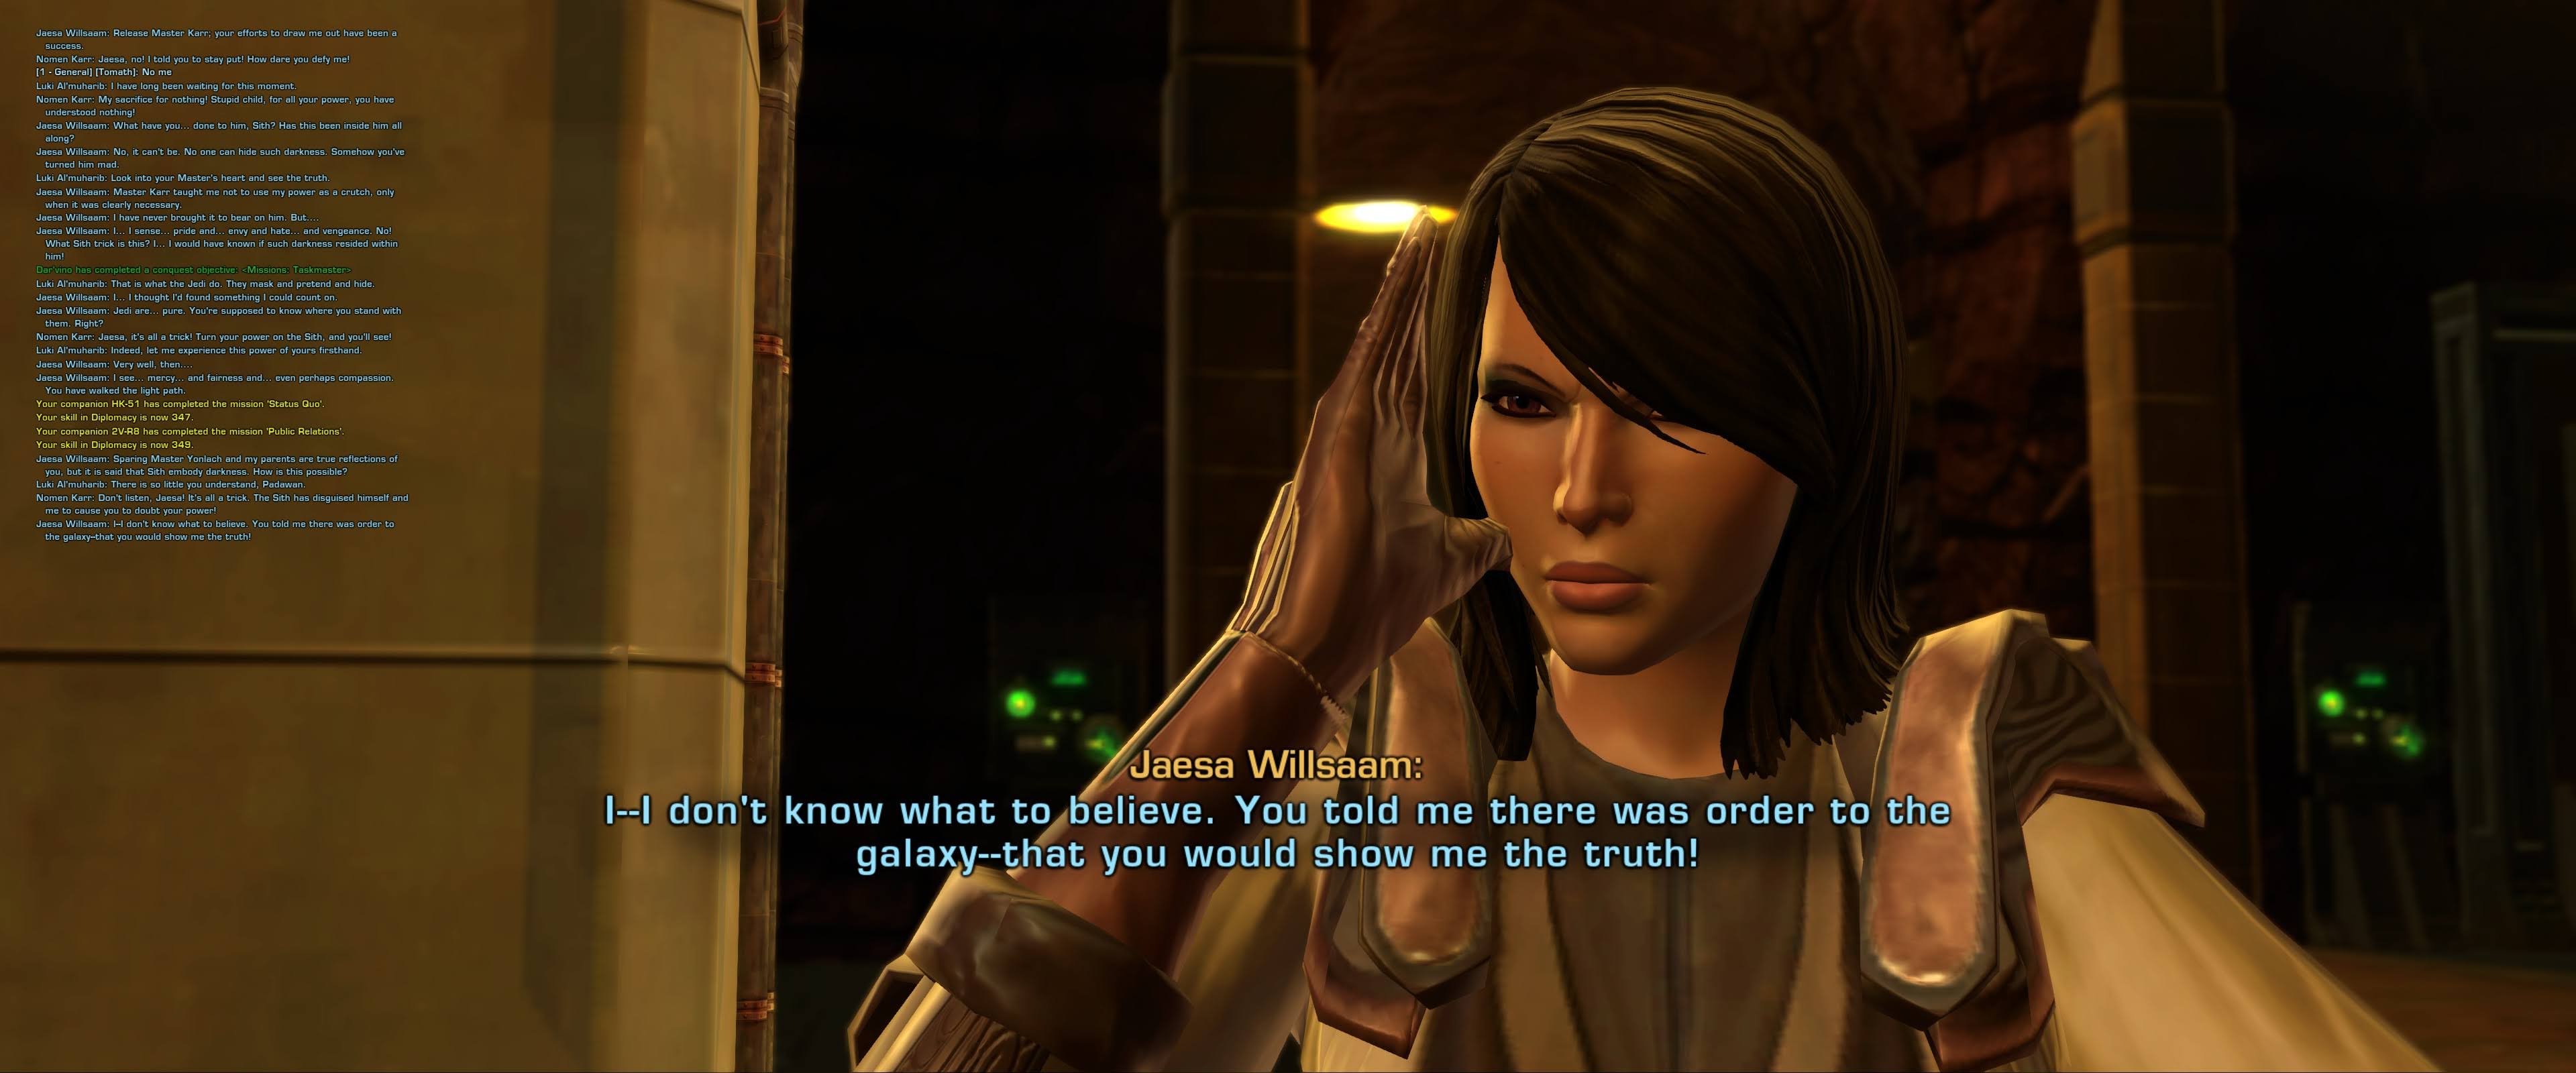 Jaesa Willsaam: Release Master Karr; your efforts to draw me out have been a
success.
Nomen Karr: Jaesa, no! I told you to stay put! How dare you defy me!
[1 - General] [Tomath]: No me
Luki Al'muharib: I have long been waiting for this moment.
Nomen Karr: My sacrifice for nothing! Stupid child, for all your power, you have
understood nothing!
Jaesa Willsaam: What have you... done to him, Sith? Has this been inside him all
along?
Jaesa Willsaam: No, it can't be. No one can hide such darkness. Somehow you've
turned him mad.
Luki Al'muharib: Look into your Master's heart and see the truth.
Jaesa Willsaam: Master Karr taught me not to use my power as a crutch, only
when it was clearly necessary.
Jaesa Willsaam: I have never brought it to bear on him. But....
Jaesa Willsaam: I... I sense... pride and... envy and hate... and vengeance. No!
What Sith trick is this? I... I would have known if such darkness resided within
him!
Dar'vino has completed a conquest objective. <Missions: Taskmaster>
Luki Al'muharib: That is what the Jedi do. They mask and pretend and hide.
Jaesa Willsaam: I... I thought I'd found something I could count on.
Jaesa Willsaam: Jedi are... pure. You're supposed to know where you stand with
them. Right?
Nomen Karr: Jaesa, it's all a trick! Turn your power on the Sith, and you'll see!
Luki Al'muharib: Indeed, let me experience this power of yours firsthand.
Jaesa Willsaam: Very well, then....
Jaesa Willsaam: I see... mercy... and fairness and... even perhaps compassion.
You have walked the light path.
Your companion HK-51 has completed the mission 'Status Quo'.
Your skill in Diplomacy is now 347.
Your companion 2V-R8 has completed the mission 'Public Relations'.
Your skill in Diplomacy is now 349.
Jaesa Willsaam: Sparing Master Yonlach and my parents are true reflections of
you, but it is said that Sith embody darkness. How is this possible?
Luki Al'muharib: There is so little you understand, Padawan.
Nomen Karr: Don't listen, Jaesa! It's all a trick. The Sith has disguised himself and
me to cause you to doubt your power!
Jaesa Willsaam: I--I don't know what to believe. You told me there was order to
the galaxy--that you would show me the truth!
Jaesa Willsaam:
I--I don't know what to believe. You told me there was order to the
galaxy--that you would show me the truth!